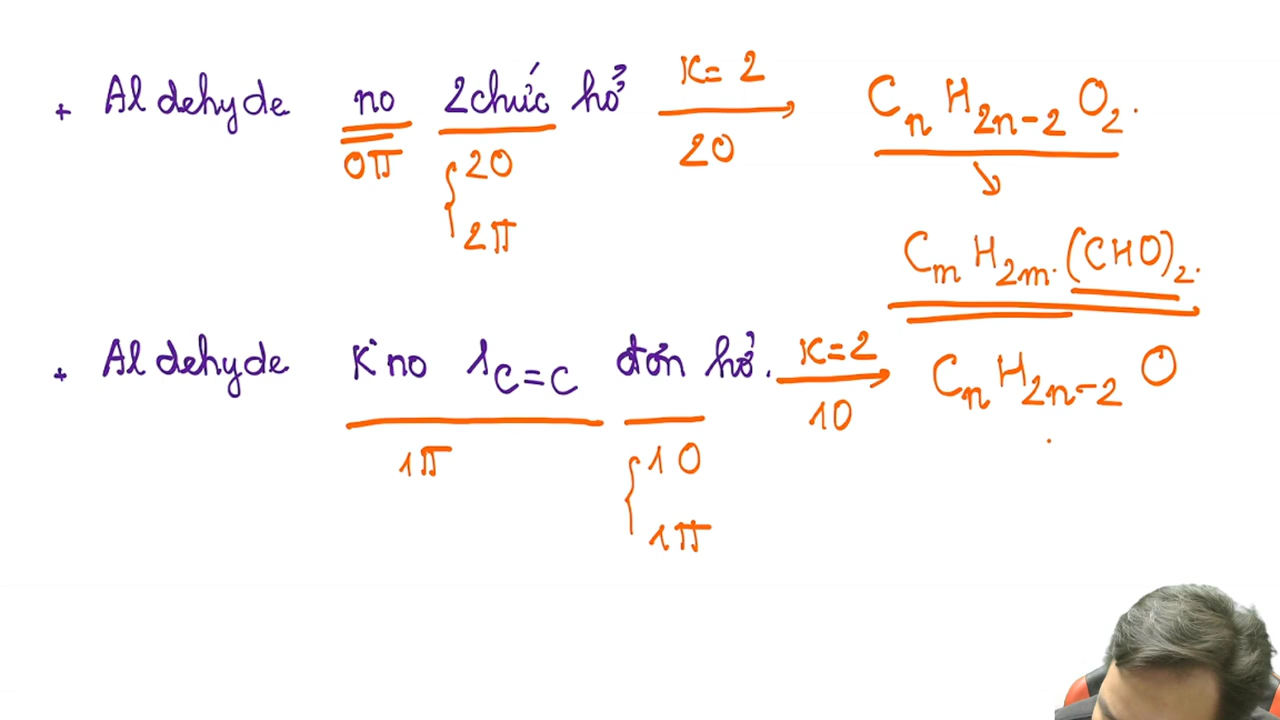 + Aldehyde no 2chức hở K=2 CnH2n-2O2.
0π {2O 2O
2π
CmH2m.(CHO)2.
+ Aldehyde K no 1C=C đơn hở. K=2 CnH2n-2O
1π {1O 1O
1π